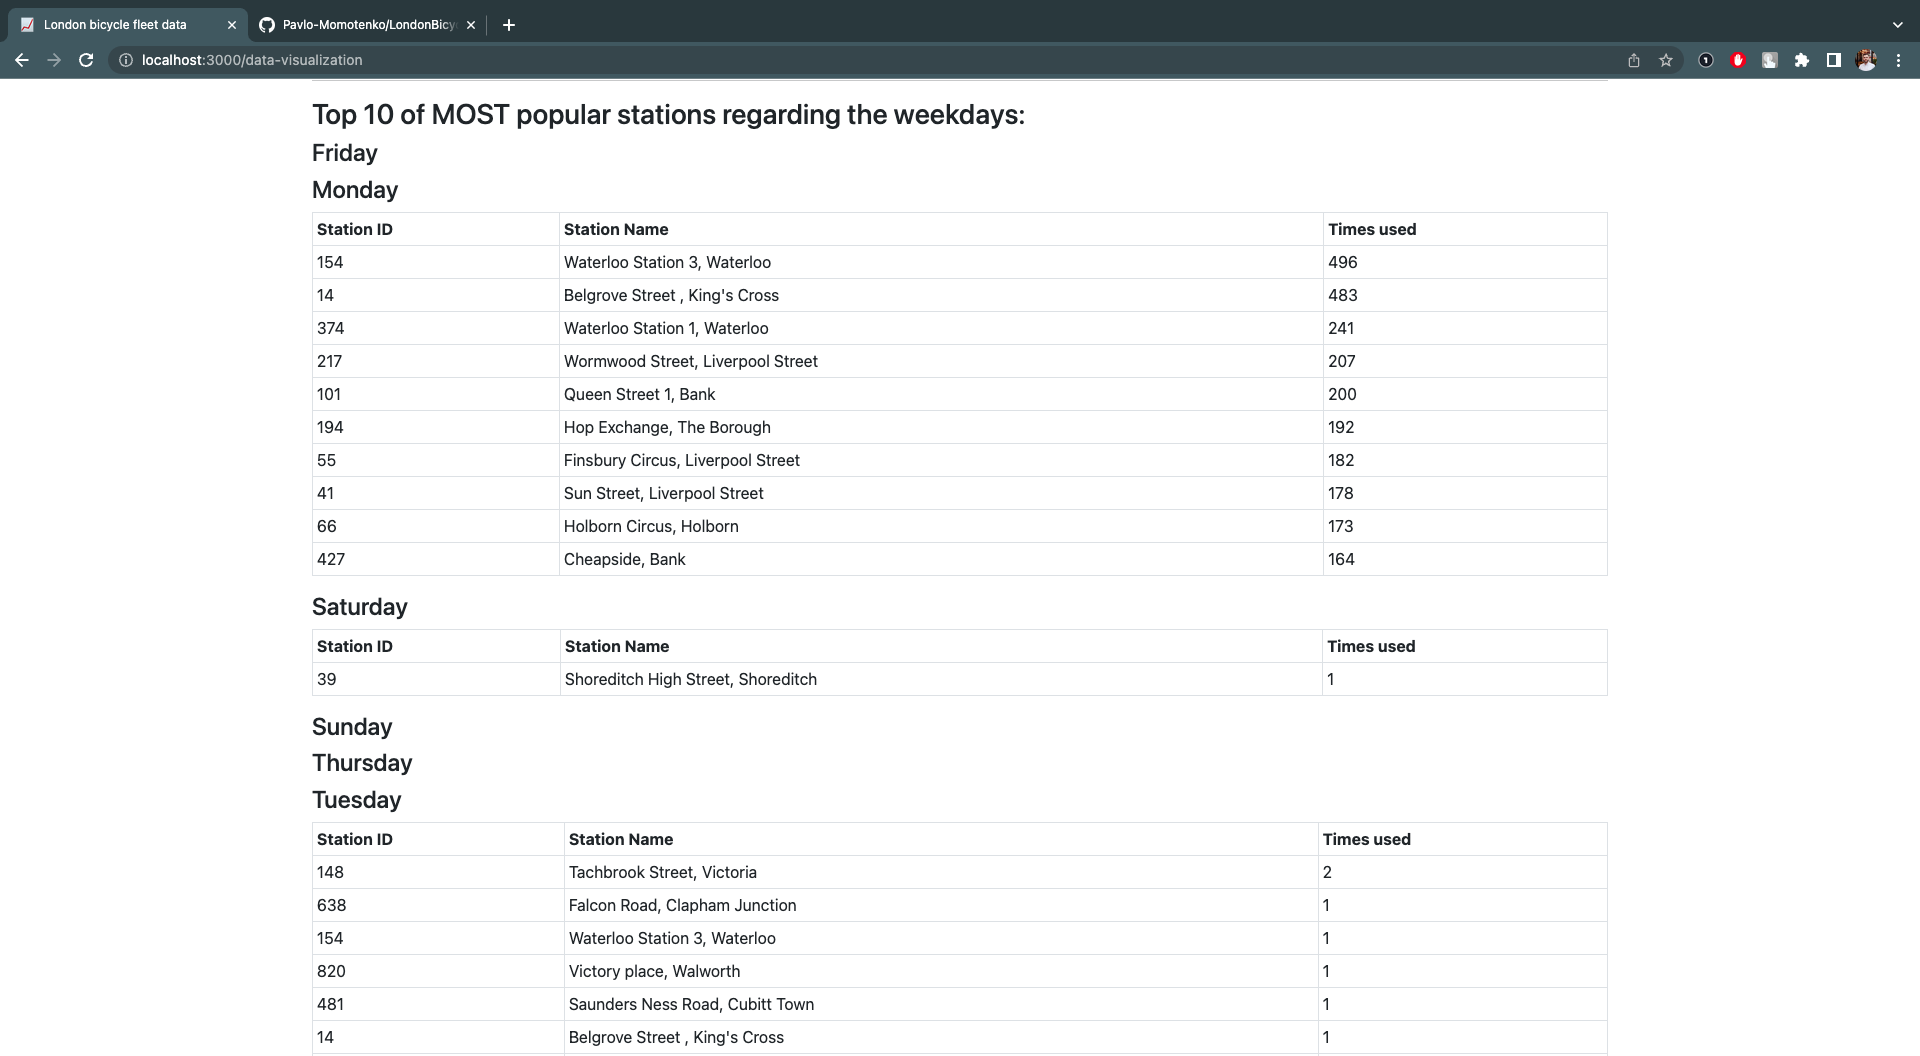 London bicycle fleet data
Pavlo-Momotenko/LondonBicy
localhost:3000/data-visualization
Top 10 of MOST popular stations regarding the weekdays:
Friday
Monday
Station ID Station Name Times used
154 Waterloo Station 3, Waterloo 496
14 Belgrove Street , King's Cross 483
374 Waterloo Station 1, Waterloo 241
217 Wormwood Street, Liverpool Street 207
101 Queen Street 1, Bank 200
194 Hop Exchange, The Borough 192
55 Finsbury Circus, Liverpool Street 182
41 Sun Street, Liverpool Street 178
66 Holborn Circus, Holborn 173
427 Cheapside, Bank 164
Saturday
Station ID Station Name Times used
39 Shoreditch High Street, Shoreditch 1
Sunday
Thursday
Tuesday
Station ID Station Name Times used
148 Tachbrook Street, Victoria 2
638 Falcon Road, Clapham Junction 1
154 Waterloo Station 3, Waterloo 1
820 Victory place, Walworth 1
481 Saunders Ness Road, Cubitt Town 1
14 Belgrove Street , King's Cross 1